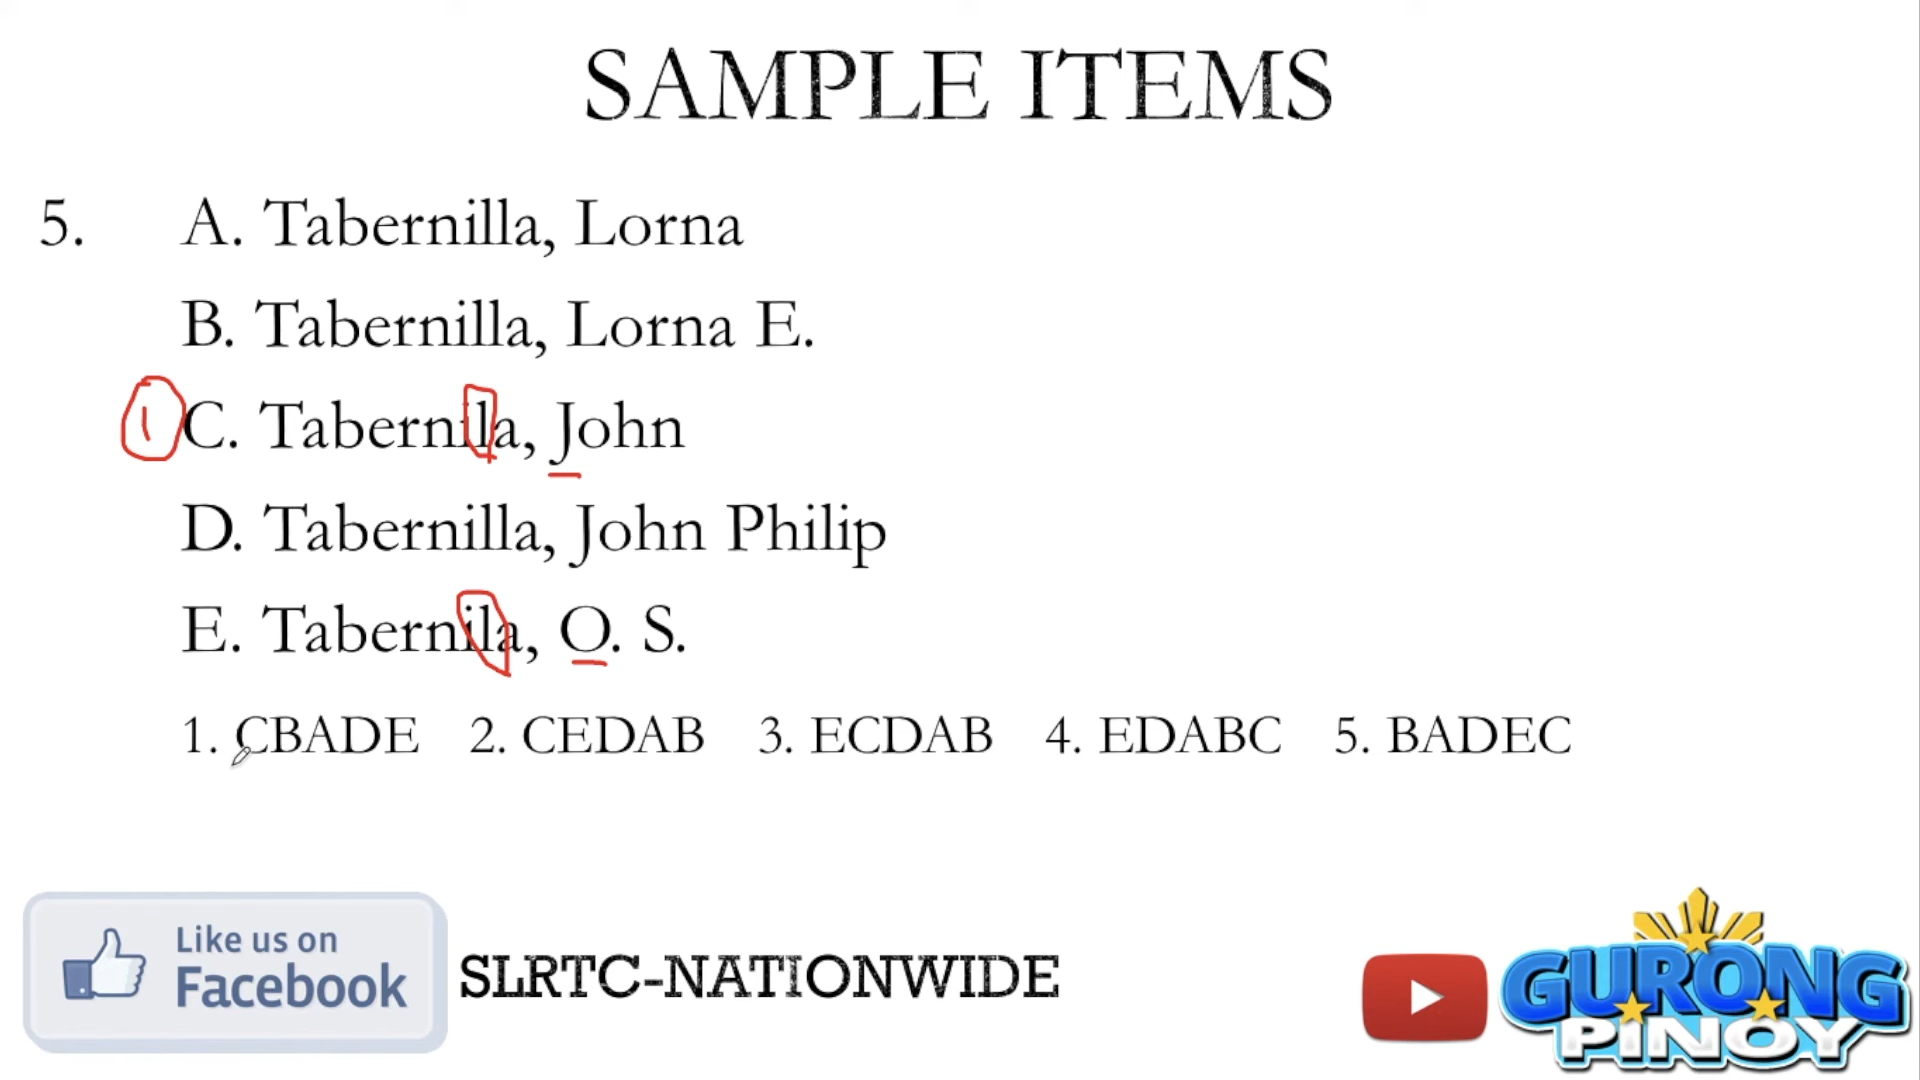 SAMPLE ITEMS
5. A. Tabernilla, Lorna
B. Tabernilla, Lorna E.
1 C. Tabernila, John
D. Tabernilla, John Philip
E. Tabernila, O. S.
1. CBADE 2. CEDAB 3. ECDAB 4. EDABC 5. BADEC
Like us on
Facebook
SLRTC-NATIONWIDE
GURONG
PINOY